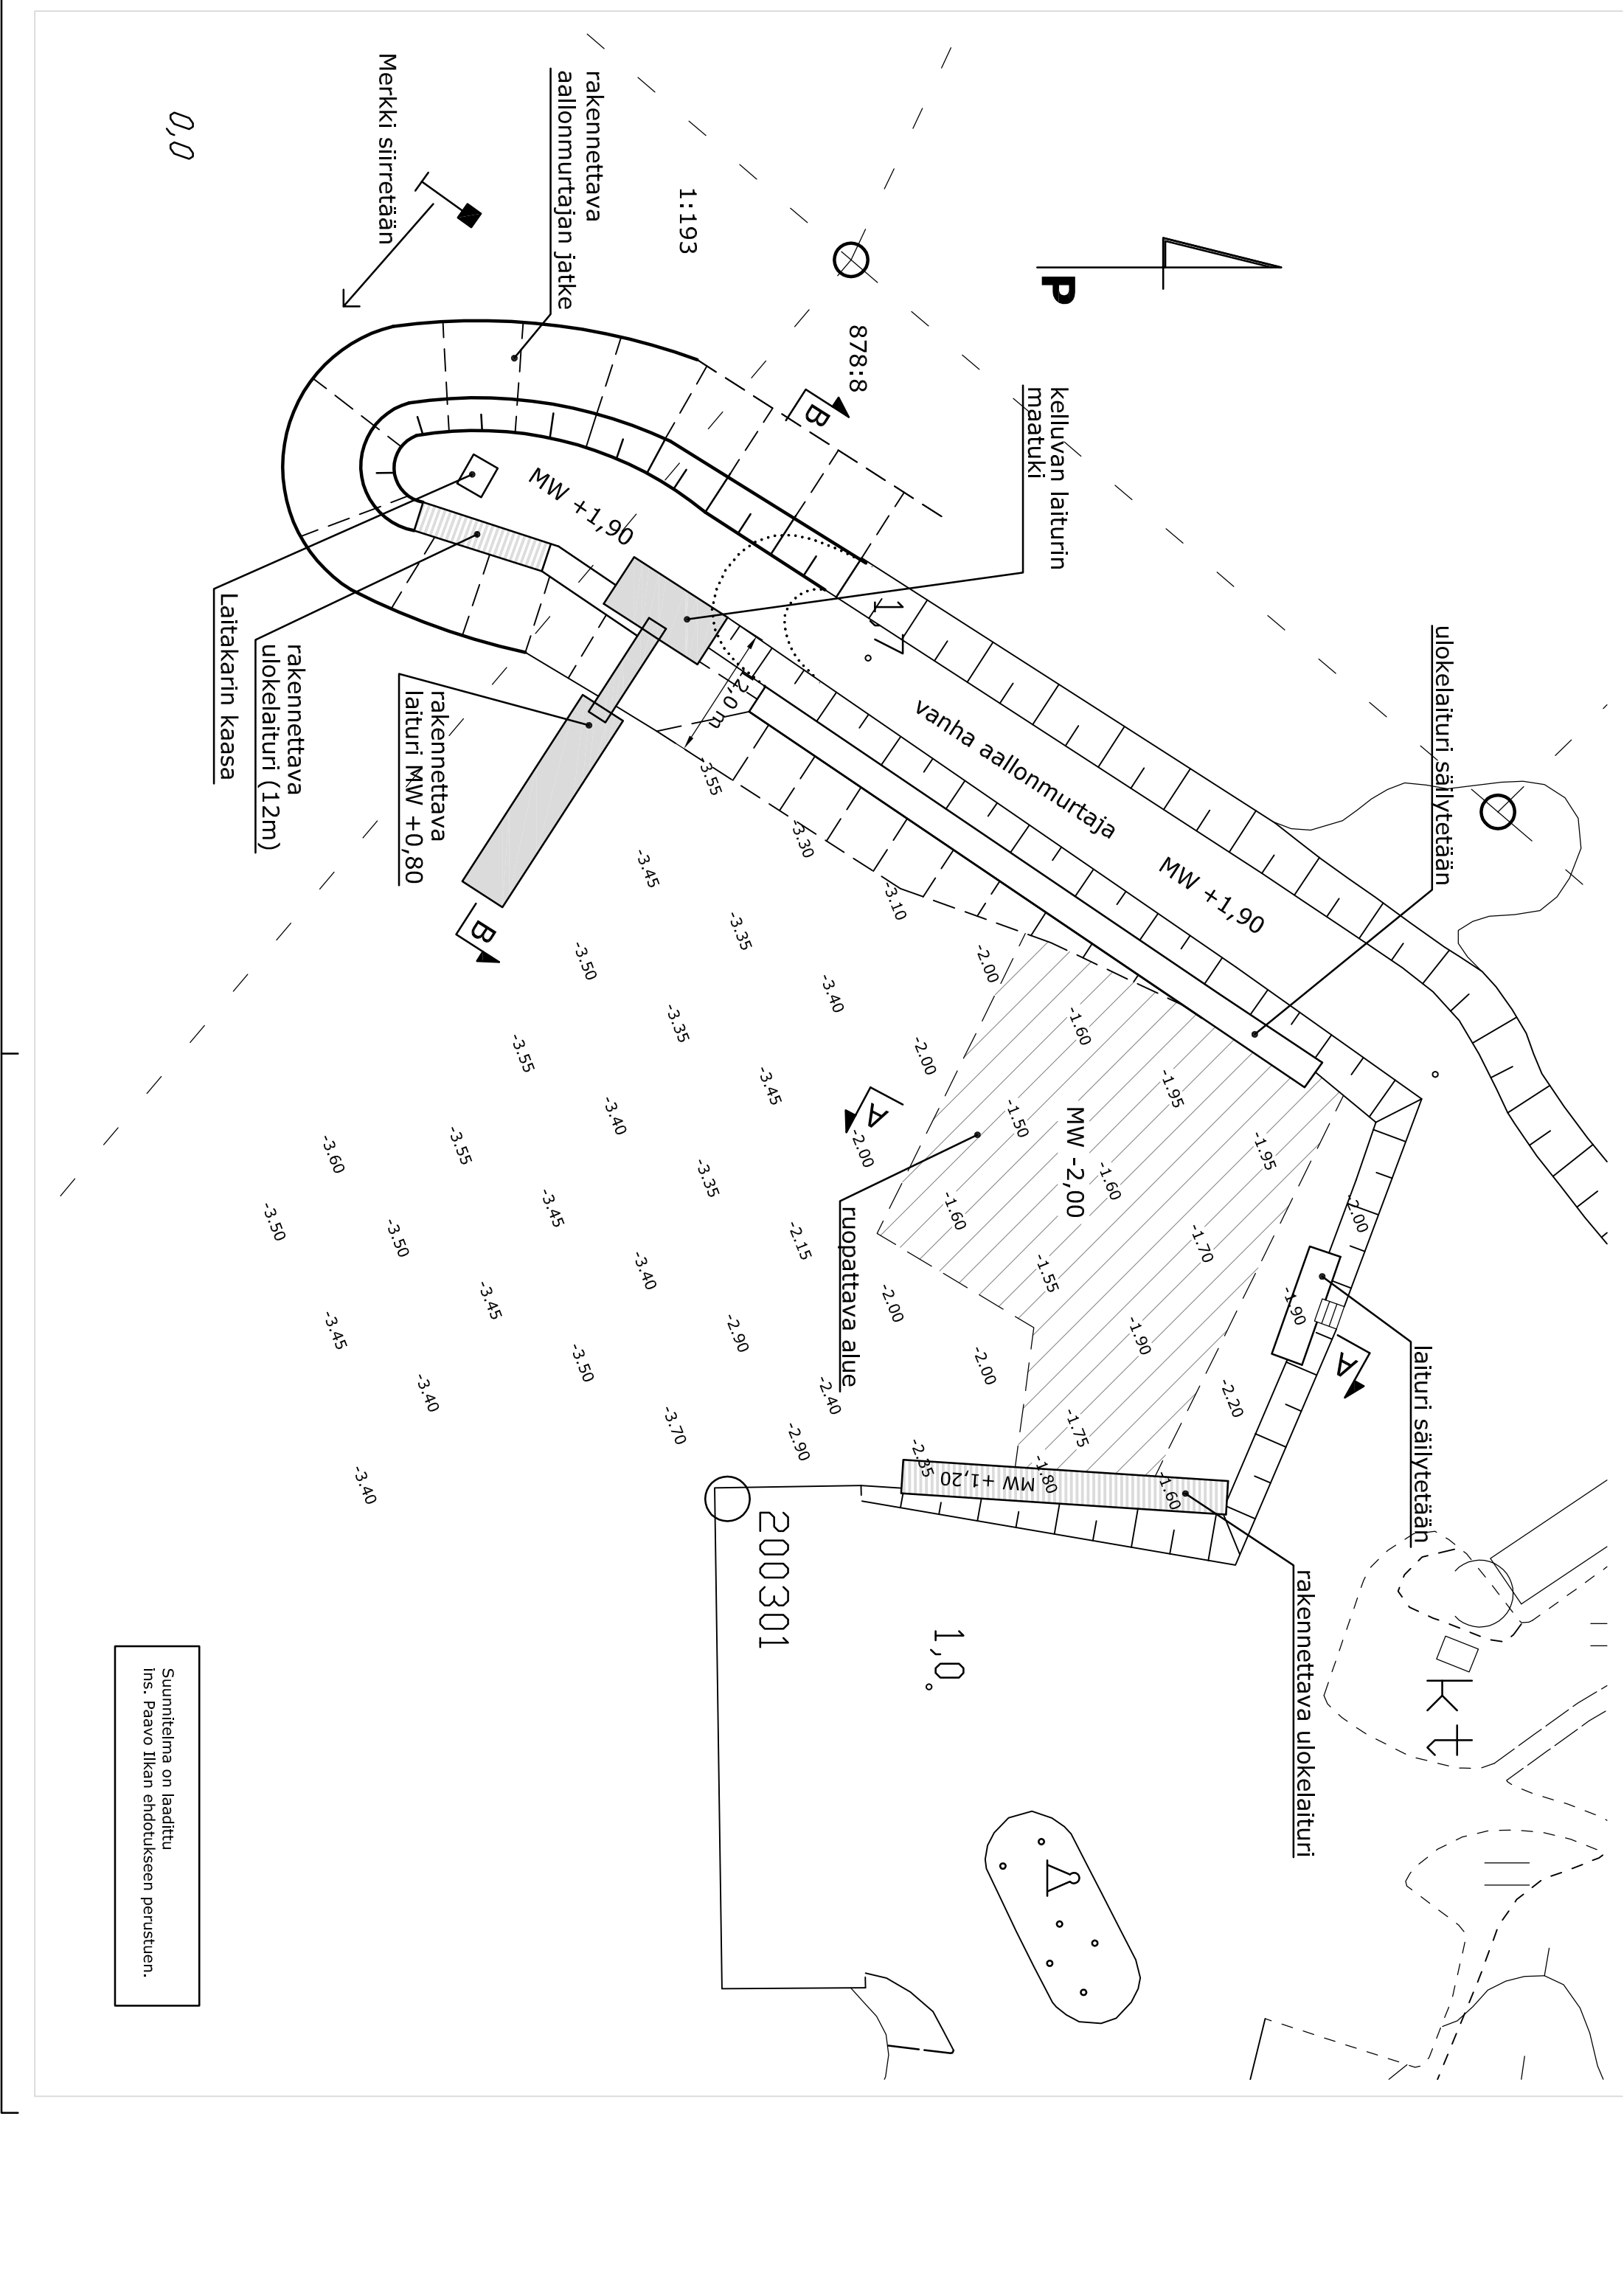 0,0
Merkki siirretään
rakennettava
aallonmurtajan jatke
1:193
878:8
P
kelluvan laiturin
maatuki
B
MW +1,90
1,7
vanha aallonmurtaja
MW +1,90
ulokelaituri säilytetään
Laitakarin kaasa
rakennettava
ulokelaituri (12m)
rakennettava
laituri MW +0,80
B
-3.55
-3.30
-3.10
-2.00
-1.60
-1.95
-1.95
-2.00
-3.45
-3.35
-3.40
-2.00
-1.50
-1.60
-1.70
-1.90
-3.50
-3.35
-3.45
-2.00
-1.60
-1.55
-1.90
-2.20
-3.55
-3.40
-3.35
-2.15
-2.00
-2.00
-1.75
-1.60
-3.55
-3.45
-3.40
-2.90
-2.40
-2.35
-1.80
-3.60
-3.50
-3.45
-3.50
-3.70
-2.90
-3.50
-3.45
-3.40
-3.40
A
MW -2,00
ruopattava alue
A
laituri säilytetään
MW +1,20
rakennettava ulokelaituri
200301
1,0
kt
Suunnitelma on laadittu
ins. Paavo Ilkan ehdotukseen perustuen.